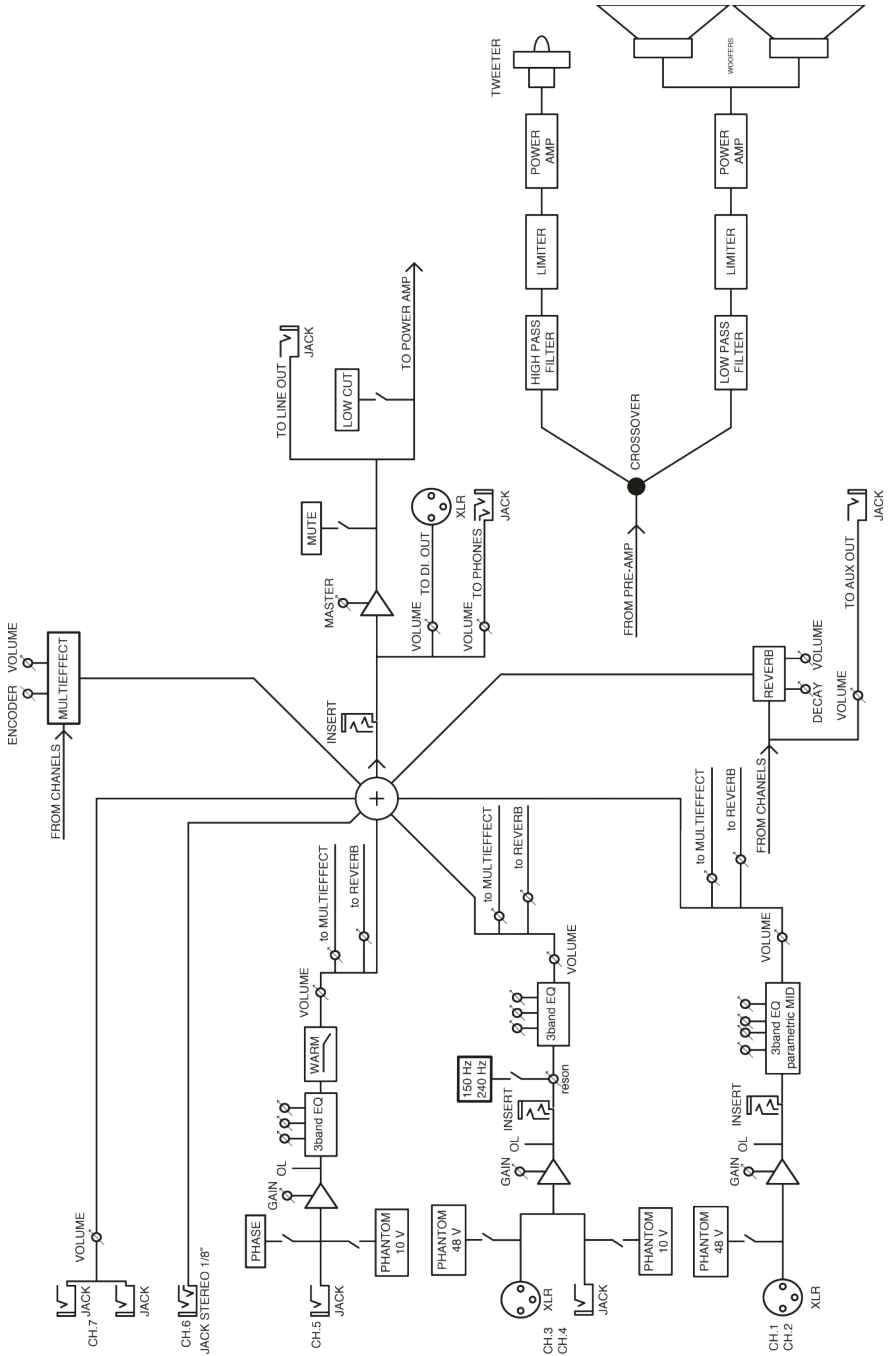 CH.7
JACK
JACK
VOLUME
CH.6
JACK STEREO 1/8"
CH.5
JACK
PHASE
PHANTOM
10 V
GAIN
OL
3band EQ
WARM
VOLUME
to MULTIEFFECT
to REVERB
CH.3
CH.4
XLR
JACK
PHANTOM
48 V
PHANTOM
10 V
GAIN
OL
INSERT
150 Hz
240 Hz
reson
3band EQ
VOLUME
to MULTIEFFECT
to REVERB
CH.1
CH.2
XLR
PHANTOM
48 V
GAIN
OL
INSERT
3band EQ
parametric MID
VOLUME
to MULTIEFFECT
to REVERB
FROM CHANNELS
MULTIEFFECT
ENCODER
VOLUME
+
INSERT
MASTER
MUTE
TO LINE OUT
JACK
LOW CUT
TO POWER AMP
VOLUME
TO DI. OUT
XLR
VOLUME
TO PHONES
JACK
FROM CHANNELS
REVERB
DECAY
VOLUME
VOLUME
TO AUX OUT
JACK
FROM PRE-AMP
CROSSOVER
HIGH PASS
FILTER
LIMITER
POWER
AMP
TWEETER
LOW PASS
FILTER
LIMITER
POWER
AMP
WOOFERS